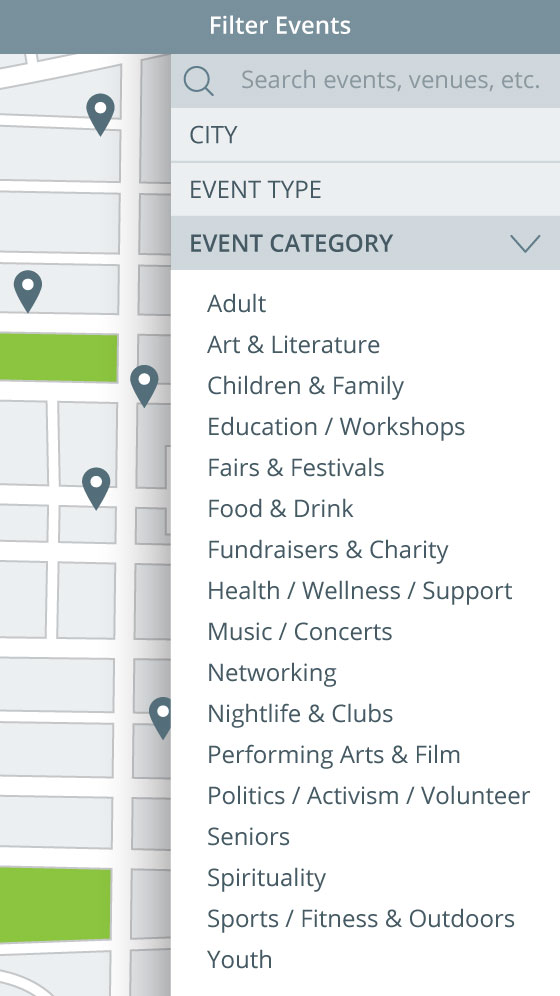 Filter Events
Search events, venues, etc.
CITY
EVENT TYPE
EVENT CATEGORY
Adult
Art & Literature
Children & Family
Education / Workshops
Fairs & Festivals
Food & Drink
Fundraisers & Charity
Health / Wellness / Support
Music / Concerts
Networking
Nightlife & Clubs
Performing Arts & Film
Politics / Activism / Volunteer
Seniors
Spirituality
Sports / Fitness & Outdoors
Youth